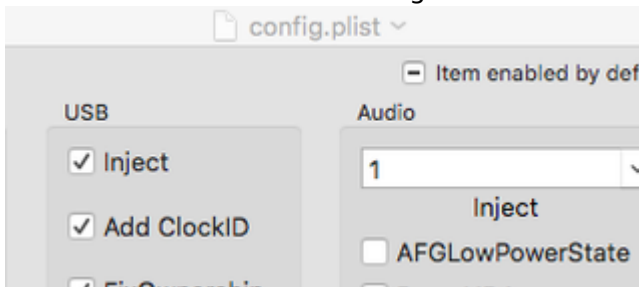 config.plist
Item enabled by def
USB
Audio
Inject
1
Inject
Add ClockID
AFGLowPowerState